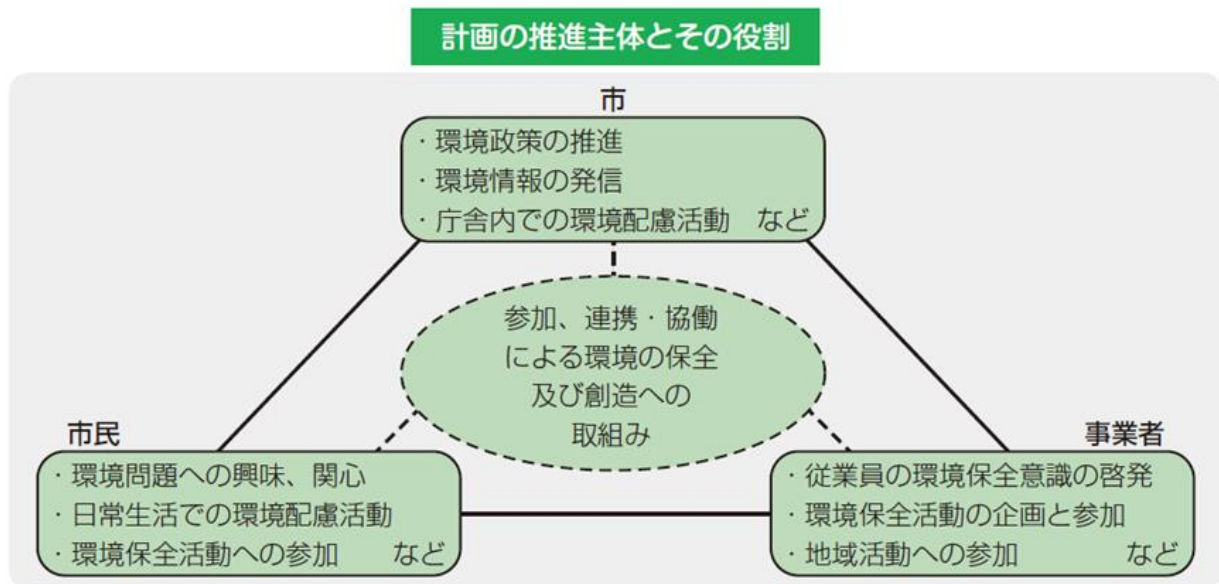 計画の推進主体とその役割
市
・環境政策の推進
・環境情報の発信
・庁舎内での環境配慮活動　など
参加、連携・協働
による環境の保全
及び創造への
取組み
市民
・環境問題への興味、関心
・日常生活での環境配慮活動
・環境保全活動への参加　など
事業者
・従業員の環境保全意識の啓発
・環境保全活動の企画と参加
・地域活動への参加　など